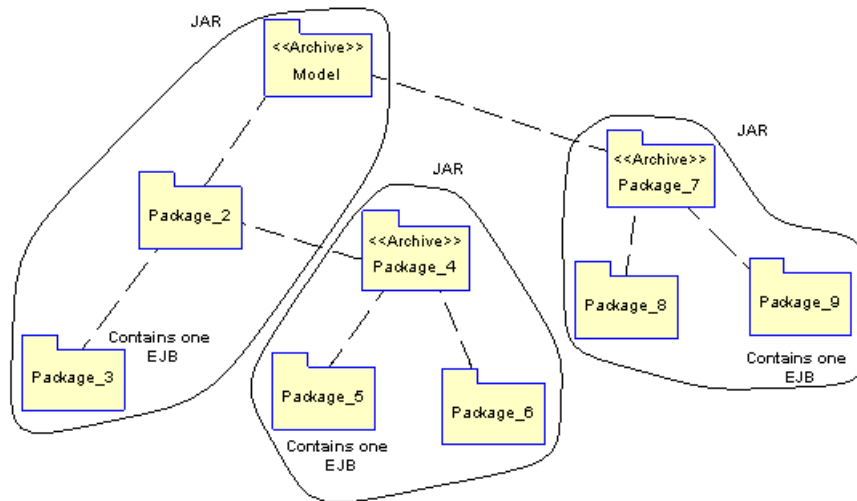 JAR
<<Archive>>
Model
JAR
<<Archive>>
Package_7
JAR
Package_2
<<Archive>>
Package_4
Package_8
Package_9
Contains one
EJB
Package_3
Contains one
EJB
Package_5
Package_6
Contains one
EJB